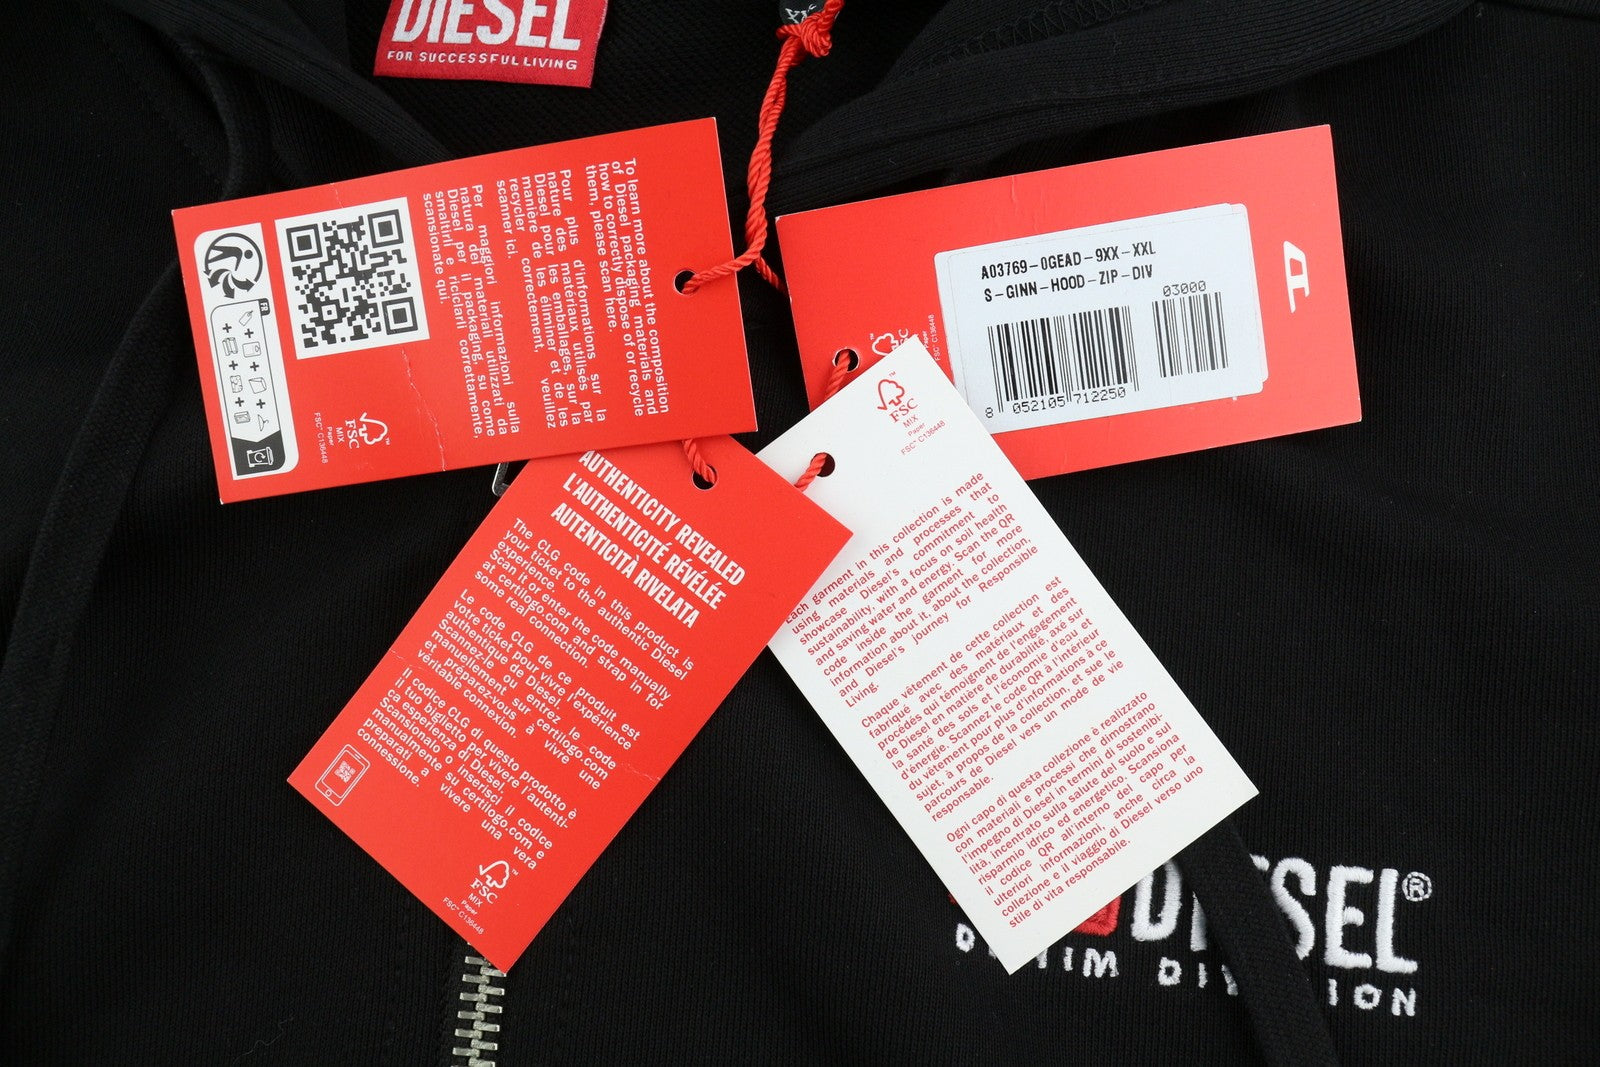 DIESEL
FOR SUCCESSFUL LIVING
To learn more about the composition
of Diesel packaging materials and
how to correctly dispose of or recycle
them, please scan here.
Pour plus d'informations sur la
nature des matériaux utilisés par
Diesel pour les emballages, sur la
manière de les éliminer et de les
recycler correctement, veuillez
scanner ici.
Per maggiori informazioni sulla
natura dei materiali utilizzati da
Diesel per il packaging, su come
smaltirli e riciclarli correttamente,
scansionate qui.
FR
FSC™
MIX
Paper
FSC™ C136448
A03769-0GEAD-9XX-XXL
S-GINN-HOOD-ZIP-DIV
03000
8 052105 712250
D
FSC™ C136448
AUTHENTICITY REVEALED
L'AUTHENTICITÉ RÉVÉLÉE
AUTENTICITÀ RIVELATA
The CLG code in this product is
your ticket to the authentic Diesel
experience.
Scan it or enter the code manually
at certilogo.com and strap in for
some real connection.
Le code CLG de ce produit est
votre ticket pour vivre l'expérience
authentique de Diesel.
Scannez-le ou entrez le code
manuellement sur certilogo.com
et préparez-vous à vivre une
véritable connexion.
Il codice CLG di questo prodotto è
il tuo biglietto per vivere l'autenti-
ca esperienza di Diesel.
Scansionalo o inserisci il codice
manualmente su certilogo.com e
preparati a vivere una vera
connessione.
FSC
MIX
Paper
FSC™ C136448
FSC™
MIX
Paper
FSC™ C136448
Each garment in this collection is made
using materials and processes that
showcase Diesel's commitment to
sustainability, with a focus on soil health
and saving water and energy. Scan the QR
code inside the garment for more
information about it, about the collection,
and Diesel's journey for Responsible
Living.
Chaque vêtement de cette collection est
fabriqué avec des matériaux et des
procédés qui témoignent de l'engagement
de Diesel en matière de durabilité, axé sur
la santé des sols et l'économie d'eau et
d'énergie. Scannez le code QR à l'intérieur
du vêtement pour plus d'informations à ce
sujet, à propos de la collection, et sur le
parcours de Diesel vers un mode de vie
responsable.
Ogni capo di questa collezione è realizzato
con materiali e processi che dimostrano
l'impegno di Diesel in termini di sostenibi-
lità, incentrato sulla salute del suolo e sul
risparmio idrico ed energetico. Scansiona
il codice QR all'interno del capo per
ulteriori informazioni, anche circa la
collezione e il viaggio di Diesel verso uno
stile di vita responsabile.
DIESEL®
DENIM DIVISION